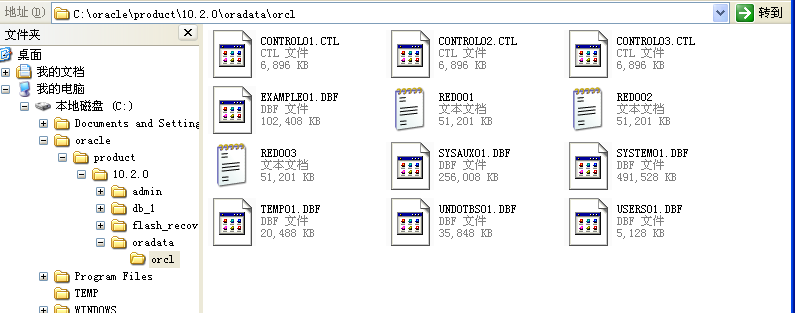 地址(D) C:\oracle\product\10.2.0\oradata\orcl 转到
文件夹
桌面
我的文档
我的电脑
本地磁盘 (C:)
Documents and Setting
oracle
product
10.2.0
admin
db_1
flash_recov
oradata
orcl
Program Files
TEMP
WINDOWS
CONTROL01.CTL
CTL 文件
6,896 KB
CONTROL02.CTL
CTL 文件
6,896 KB
CONTROL03.CTL
CTL 文件
6,896 KB
EXAMPLE01.DBF
DBF 文件
102,408 KB
REDO01
文本文档
51,201 KB
REDO02
文本文档
51,201 KB
REDO03
文本文档
51,201 KB
SYSAUX01.DBF
DBF 文件
256,008 KB
SYSTEM01.DBF
DBF 文件
491,528 KB
TEMP01.DBF
DBF 文件
20,488 KB
UNDOTBS01.DBF
DBF 文件
35,848 KB
USERS01.DBF
DBF 文件
5,128 KB